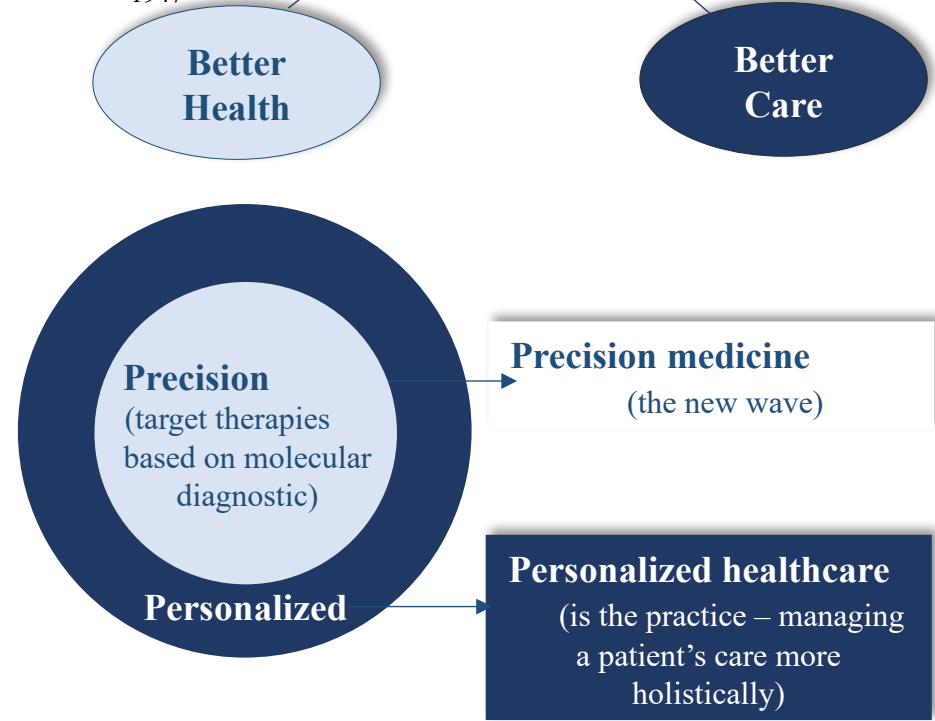 Better
Health
Better
Care
Precision
(target therapies
based on molecular
diagnostic)
Personalized
Precision medicine
(the new wave)
Personalized healthcare
(is the practice – managing
a patient’s care more
holistically)